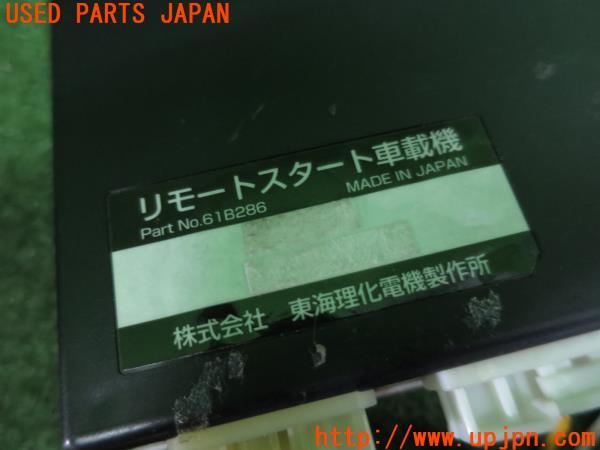 USED PARTS JAPAN
リモートスタート車載機
Part No.61B286
MADE IN JAPAN
株式会社 東海理化電機製作所
http://www.upjpn.com/